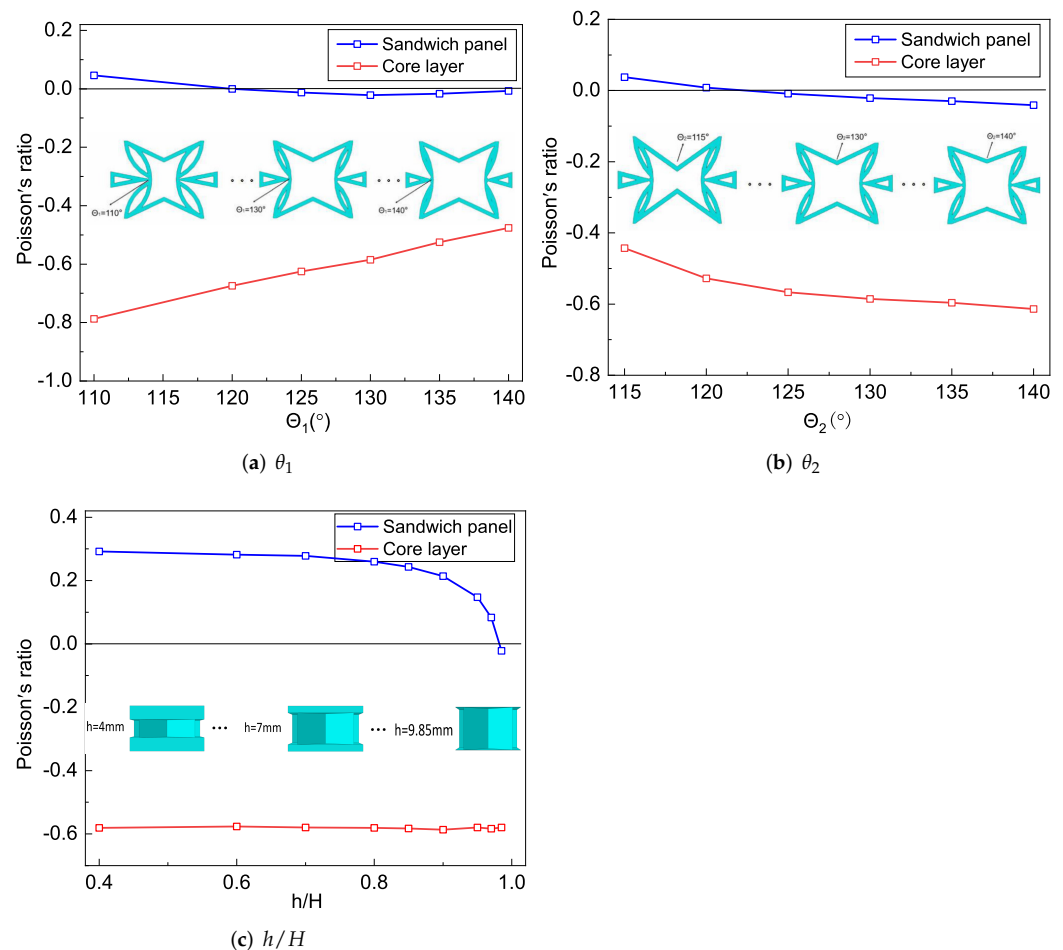 0.2
0.0
-0.2
-0.4
-0.6
-0.8
-1.0
Poisson's ratio
Sandwich panel
Core layer
Θ₁=110°
Θ₁=130°
Θ₁=140°
110 115 120 125 130 135 140
Θ₁(°)
(a) θ₁
0.2
0.0
-0.2
-0.4
-0.6
-0.8
Poisson's ratio
Sandwich panel
Core layer
Θ₂=115°
Θ₂=130°
Θ₂=140°
115 120 125 130 135 140
Θ₂(°)
(b) θ₂
0.4
0.2
0.0
-0.2
-0.4
-0.6
Poisson's ratio
Sandwich panel
Core layer
h=4mm ••• h=7mm ••• h=9.85mm
0.4 0.6 0.8 1.0
h/H
(c) h/H